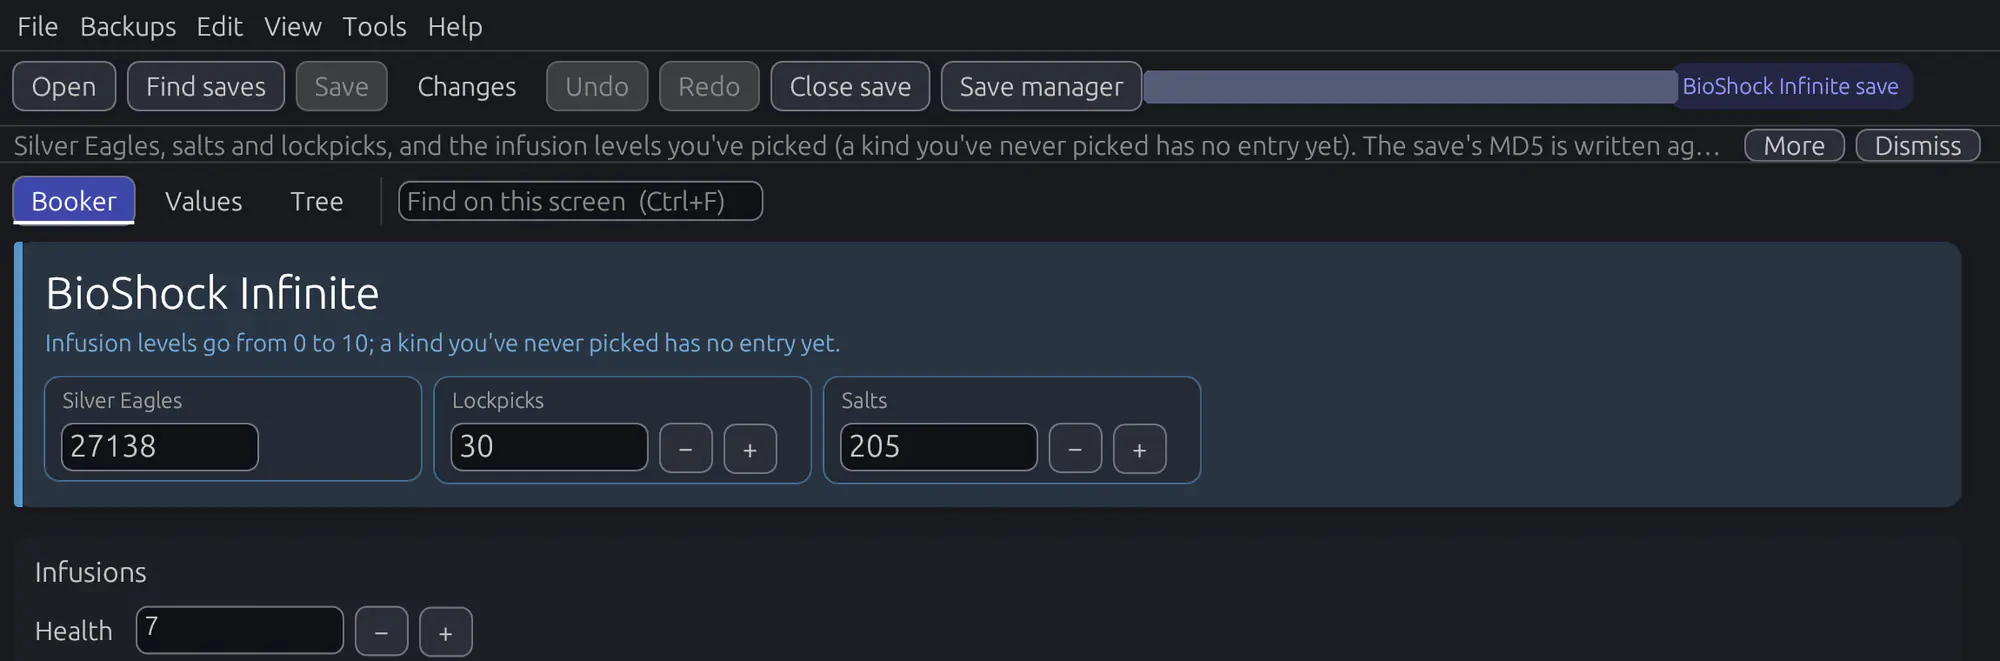 File Backups Edit View Tools Help
Open Find saves Save Changes Undo Redo Close save Save manager BioShock Infinite save
Silver Eagles, salts and lockpicks, and the infusion levels you've picked (a kind you've never picked has no entry yet). The save's MD5 is written ag... More Dismiss
Booker Values Tree Find on this screen (Ctrl+F)
BioShock Infinite
Infusion levels go from 0 to 10; a kind you've never picked has no entry yet.
Silver Eagles Lockpicks Salts
27138 30 − + 205 − +
Infusions
Health 7 − +